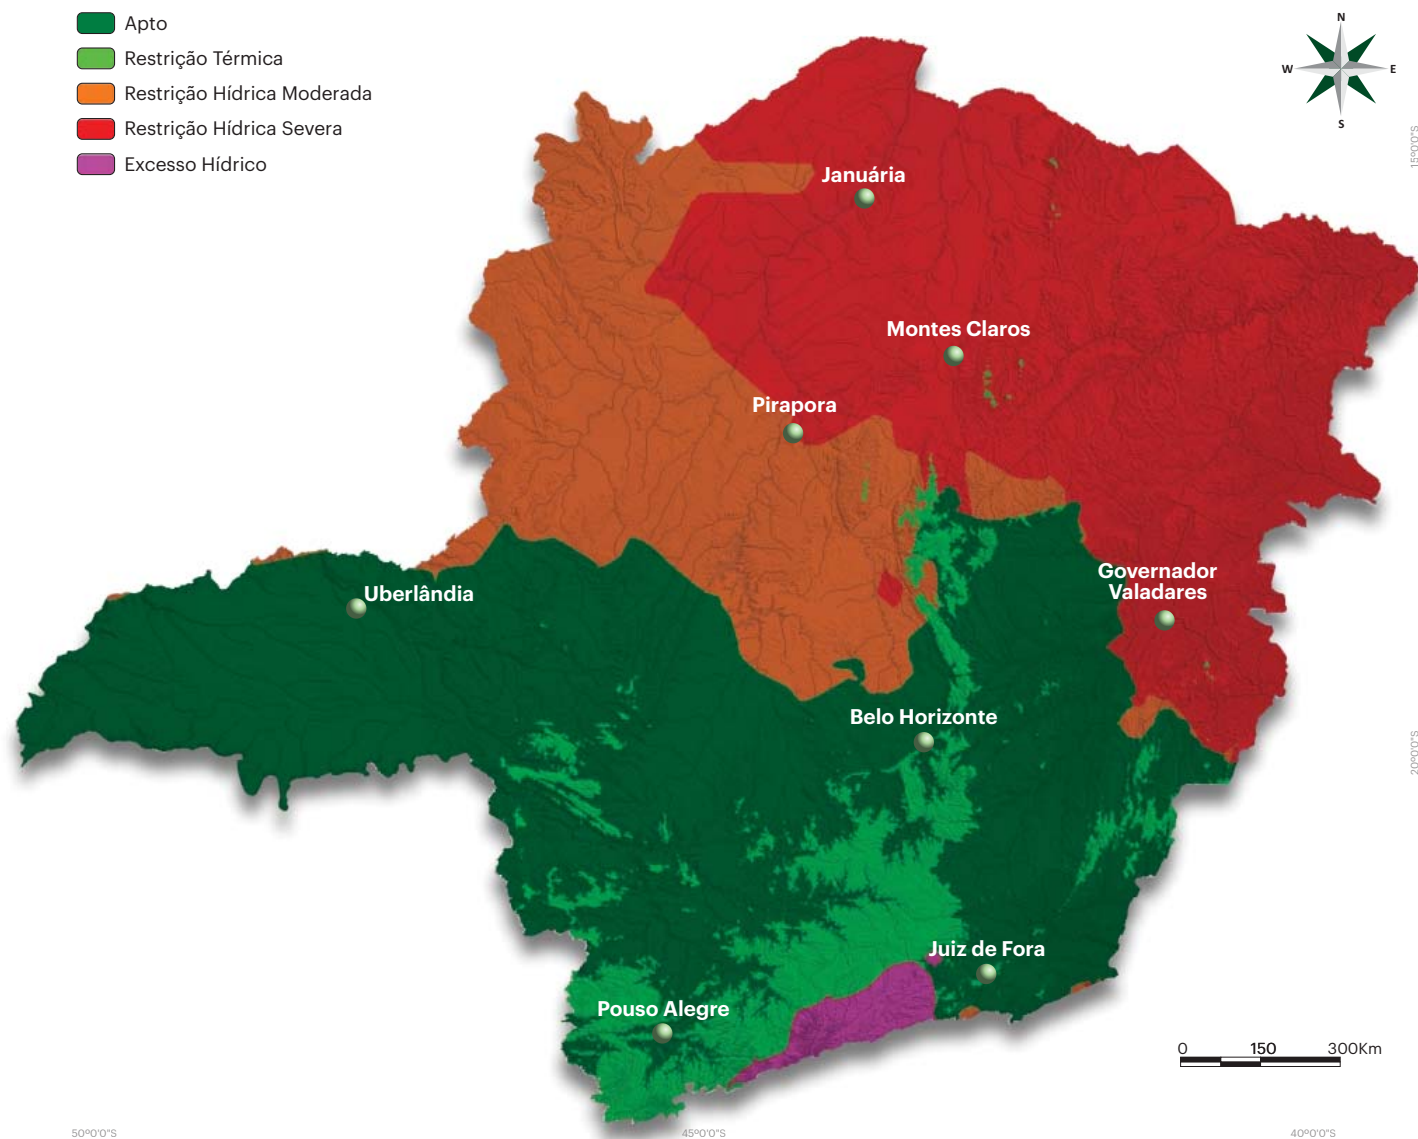 Apto
Restrição Térmica
Restrição Hídrica Moderada
Restrição Hídrica Severa
Excesso Hídrico
N
W
E
S
15º0'0"S
Januária
Montes Claros
Pirapora
Governador
Valadares
Uberlândia
Belo Horizonte
20º0'0"S
Juiz de Fora
Pouso Alegre
0
150
300Km
50º0'0"S
45º0'0"S
40º0'0"S